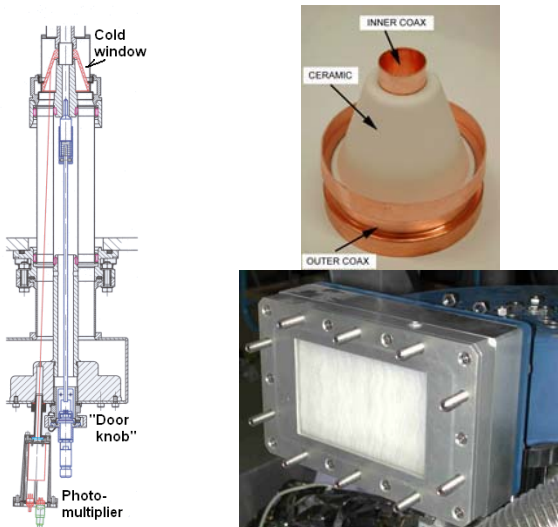 Cold
window
"Door
knob"
Photo-
multiplier
INNER COAX
CERAMIC
OUTER COAX